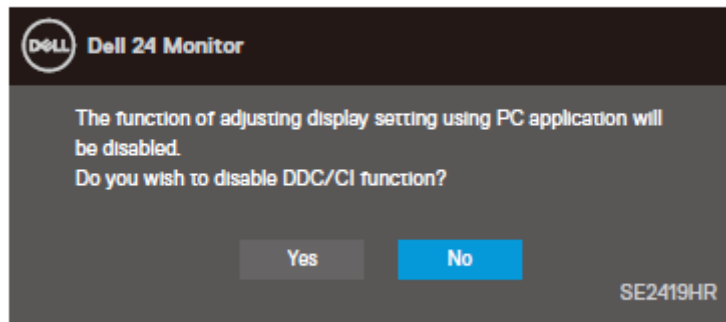 DELL Dell 24 Monitor
The function of adjusting display setting using PC application will
be disabled.
Do you wish to disable DDC/CI function?
Yes No
SE2419HR